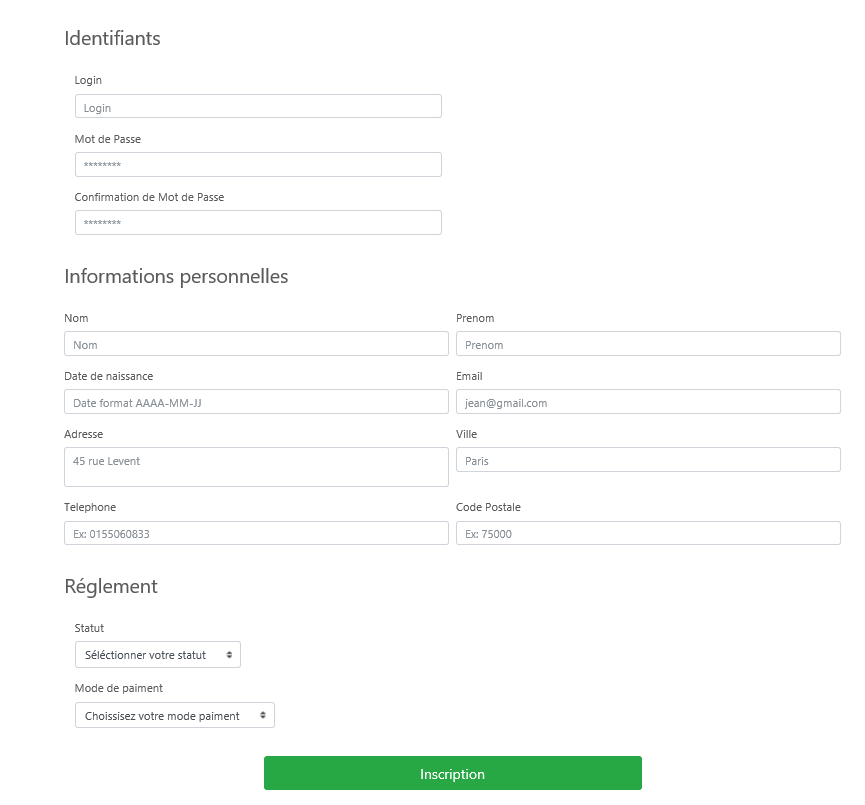 Identifiants
Login
Login
Mot de Passe
********
Confirmation de Mot de Passe
********
Informations personnelles
Nom
Prenom
Nom
Prenom
Date de naissance
Email
Date format AAAA-MM-JJ
jean@gmail.com
Adresse
Ville
45 rue Levent
Paris
Telephone
Code Postale
Ex: 0155060833
Ex: 75000
Réglement
Statut
Séléctionner votre statut
Mode de paiment
Choissisez votre mode paiment
Inscription